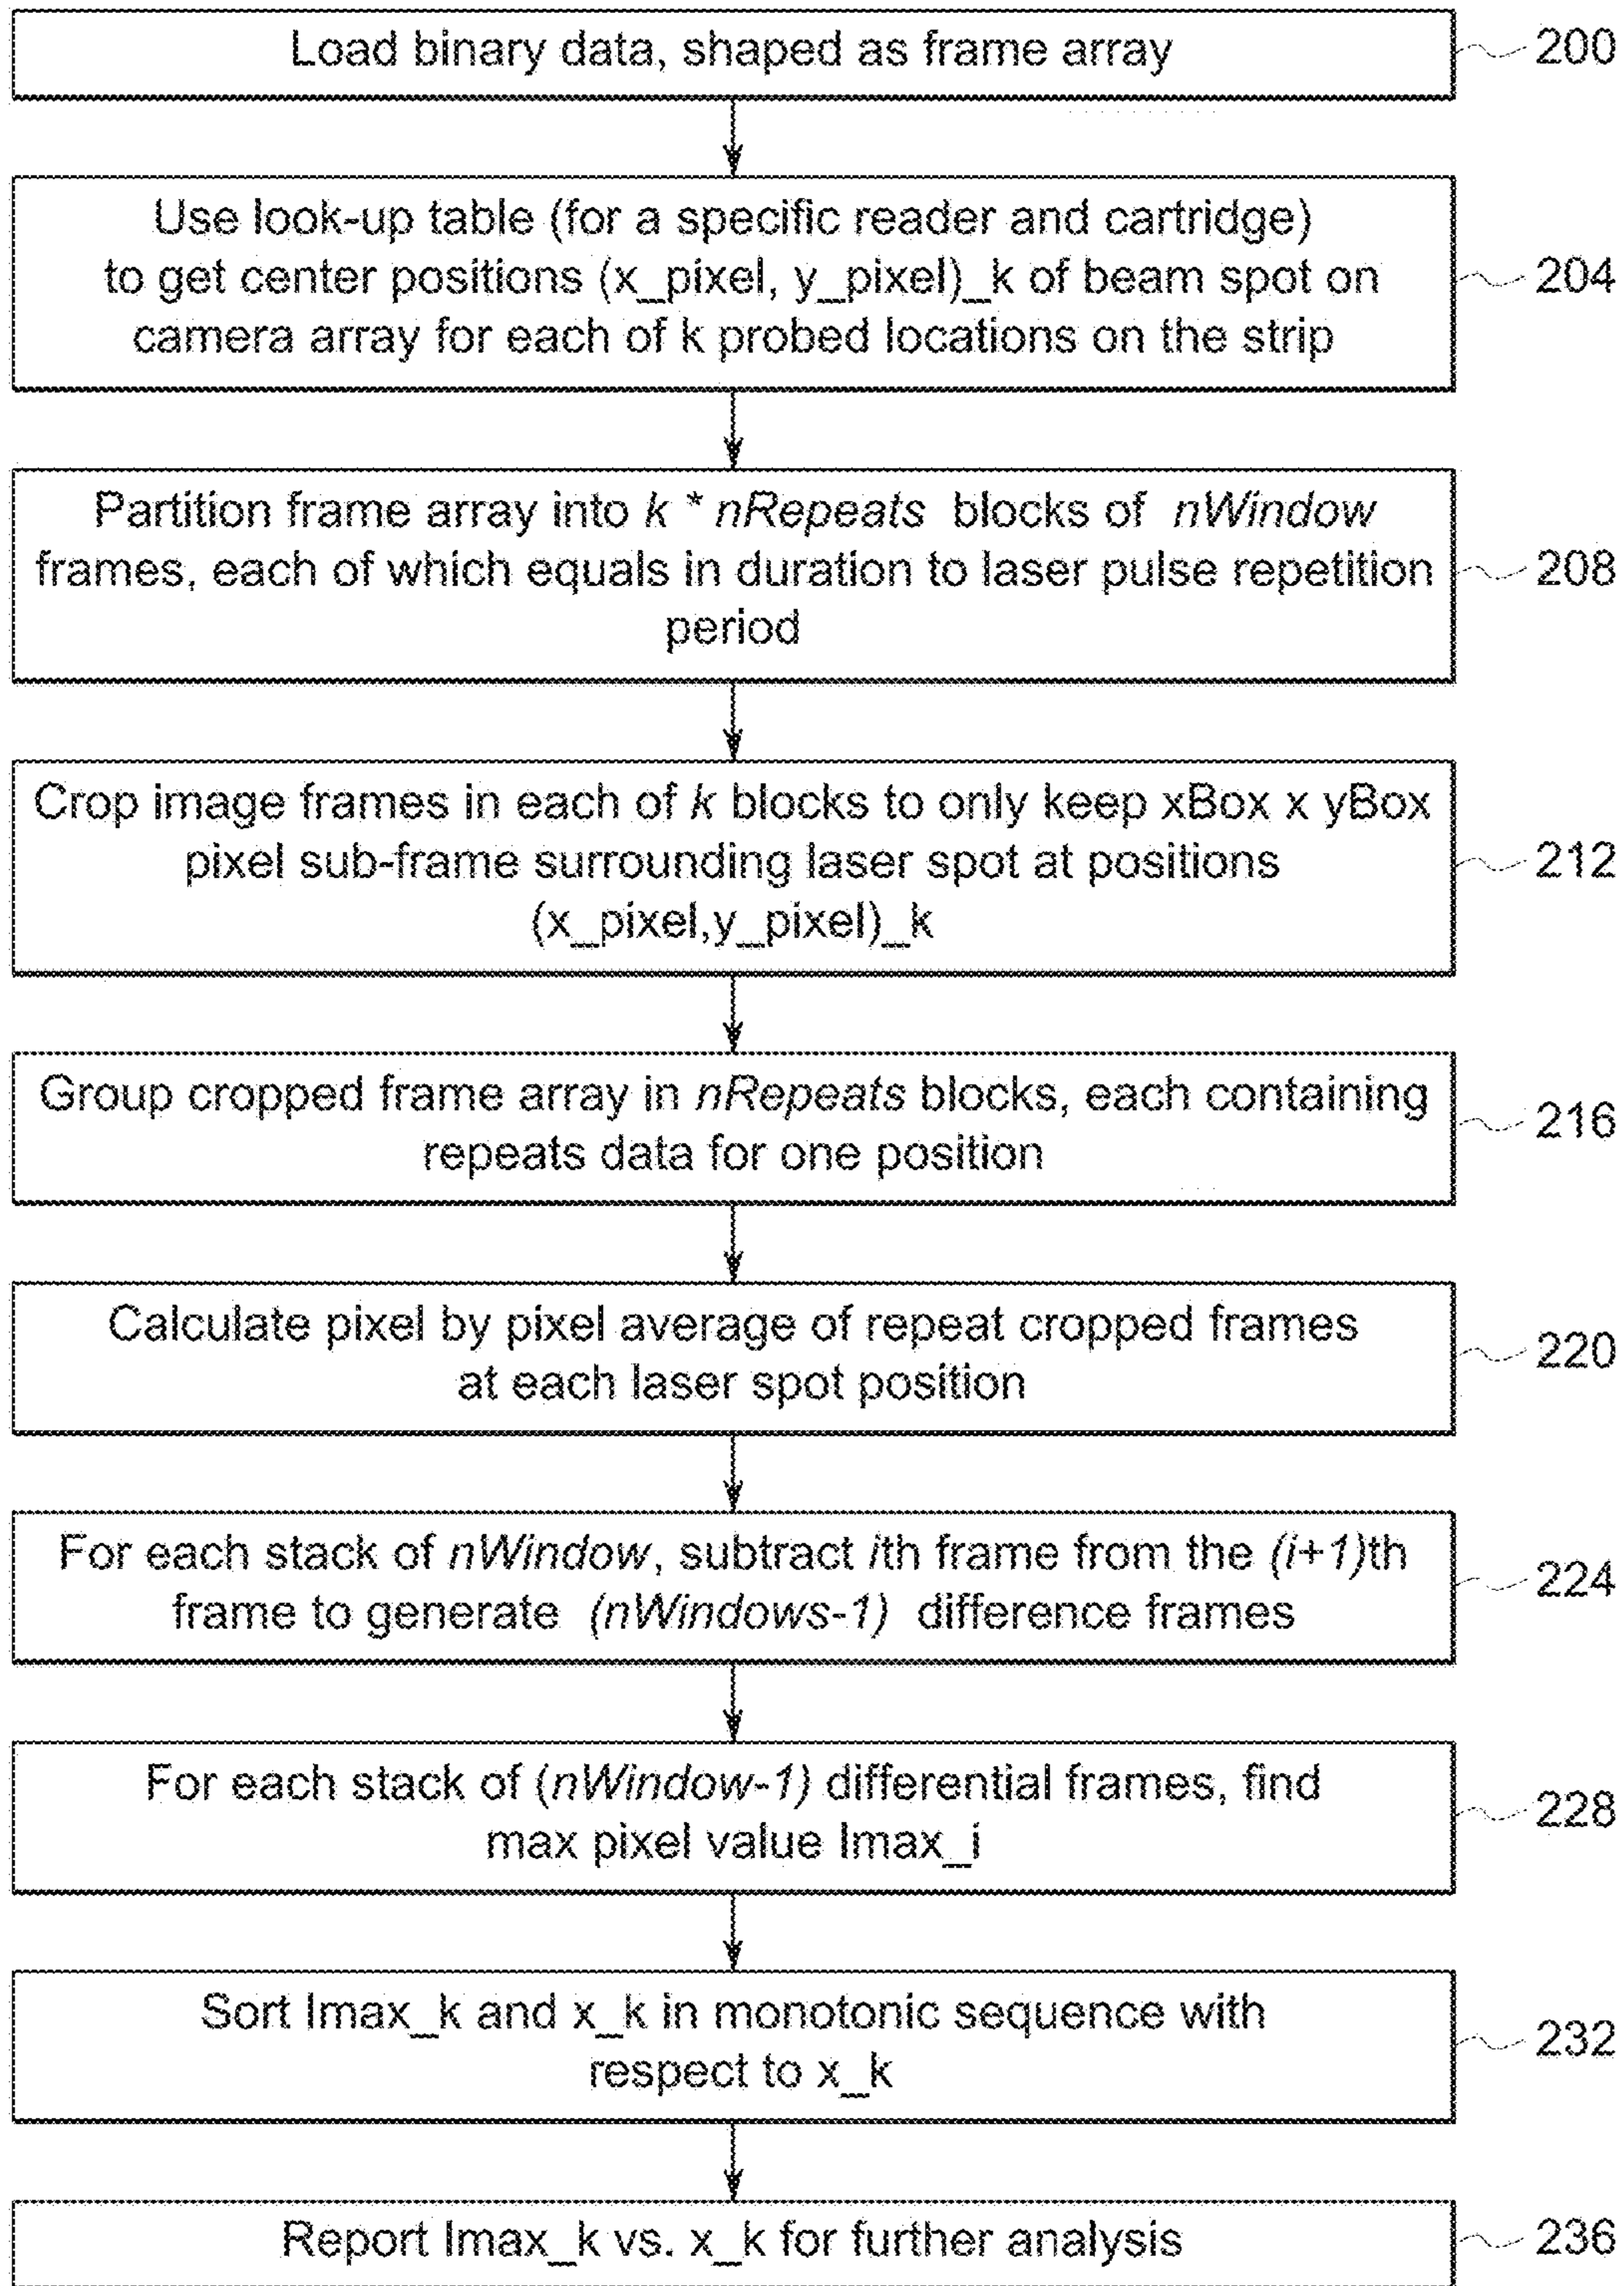 Load binary data, shaped as frame array
200
Use look-up table (for a specific reader and cartridge)
to get center positions (x_pixel, y_pixel)_k of beam spot on
camera array for each of k probed locations on the strip
204
Partition frame array into k * nRepeats blocks of nWindow
frames, each of which equals in duration to laser pulse repetition
period
208
Crop image frames in each of k blocks to only keep xBox x yBox
pixel sub-frame surrounding laser spot at positions
(x_pixel,y_pixel)_k
212
Group cropped frame array in nRepeats blocks, each containing
repeats data for one position
216
Calculate pixel by pixel average of repeat cropped frames
at each laser spot position
220
For each stack of nWindow, subtract ith frame from the (i+1)th
frame to generate (nWindows-1) difference frames
224
For each stack of (nWindow-1) differential frames, find
max pixel value Imax_i
228
Sort Imax_k and x_k in monotonic sequence with
respect to x_k
232
Report Imax_k vs. x_k for further analysis
236